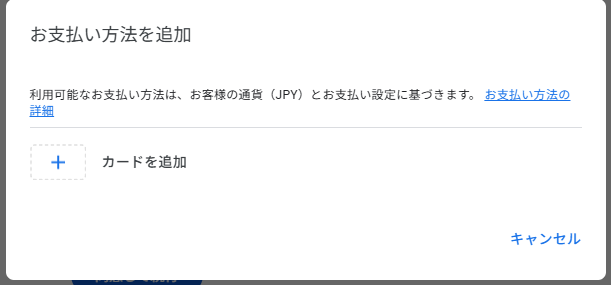 お支払い方法を追加
利用可能なお支払い方法は、お客様の通貨（JPY）とお支払い設定に基づきます。 お支払い方法の
詳細
カードを追加
キャンセル